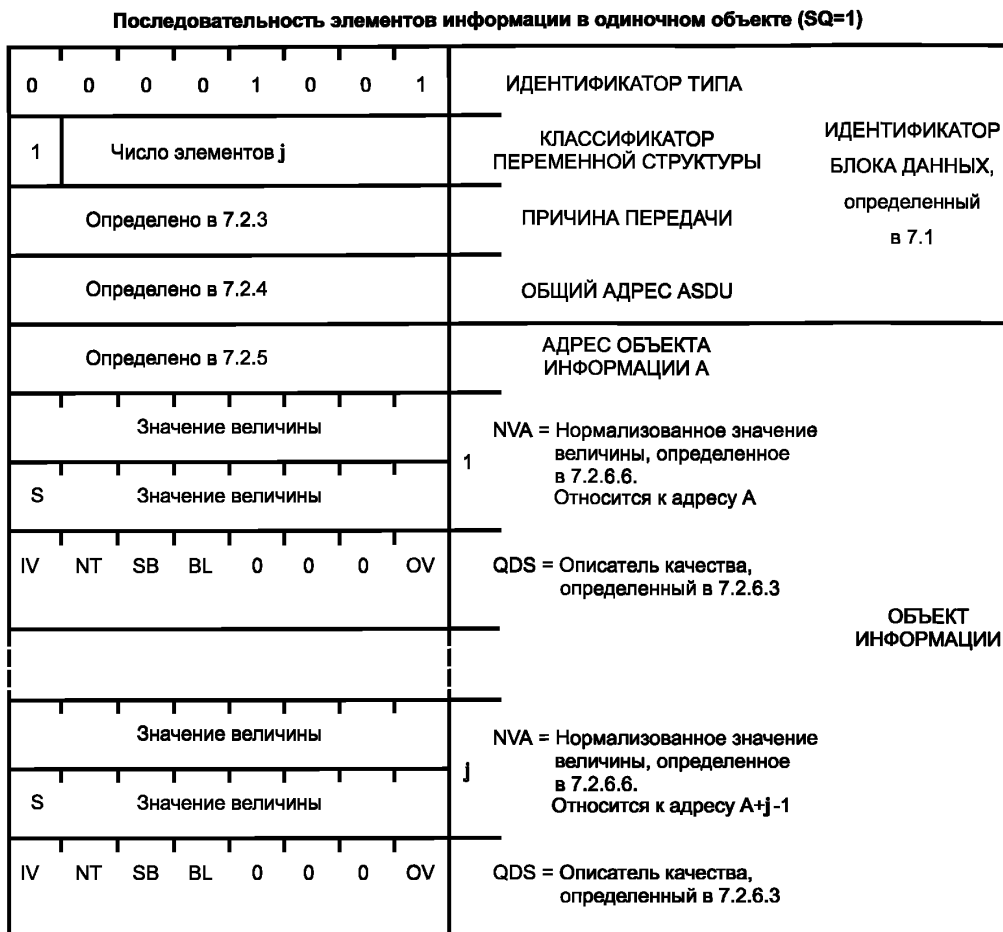 Последовательность элементов информации в одиночном объекте (SQ=1)
0 0 0 0 1 0 0 1
ИДЕНТИФИКАТОР ТИПА
1
Число элементов j
КЛАССИФИКАТОР
ПЕРЕМЕННОЙ СТРУКТУРЫ
ИДЕНТИФИКАТОР
БЛОКА ДАННЫХ,
определенный
в 7.1
Определено в 7.2.3
ПРИЧИНА ПЕРЕДАЧИ
Определено в 7.2.4
ОБЩИЙ АДРЕС ASDU
Определено в 7.2.5
АДРЕС ОБЪЕКТА
ИНФОРМАЦИИ А
Значение величины
S Значение величины
1
NVA = Нормализованное значение
величины, определенное
в 7.2.6.6.
Относится к адресу А
IV NT SB BL 0 0 0 OV
QDS = Описатель качества,
определенный в 7.2.6.3
ОБЪЕКТ
ИНФОРМАЦИИ
Значение величины
S Значение величины
j
NVA = Нормализованное значение
величины, определенное
в 7.2.6.6.
Относится к адресу А+j-1
IV NT SB BL 0 0 0 OV
QDS = Описатель качества,
определенный в 7.2.6.3